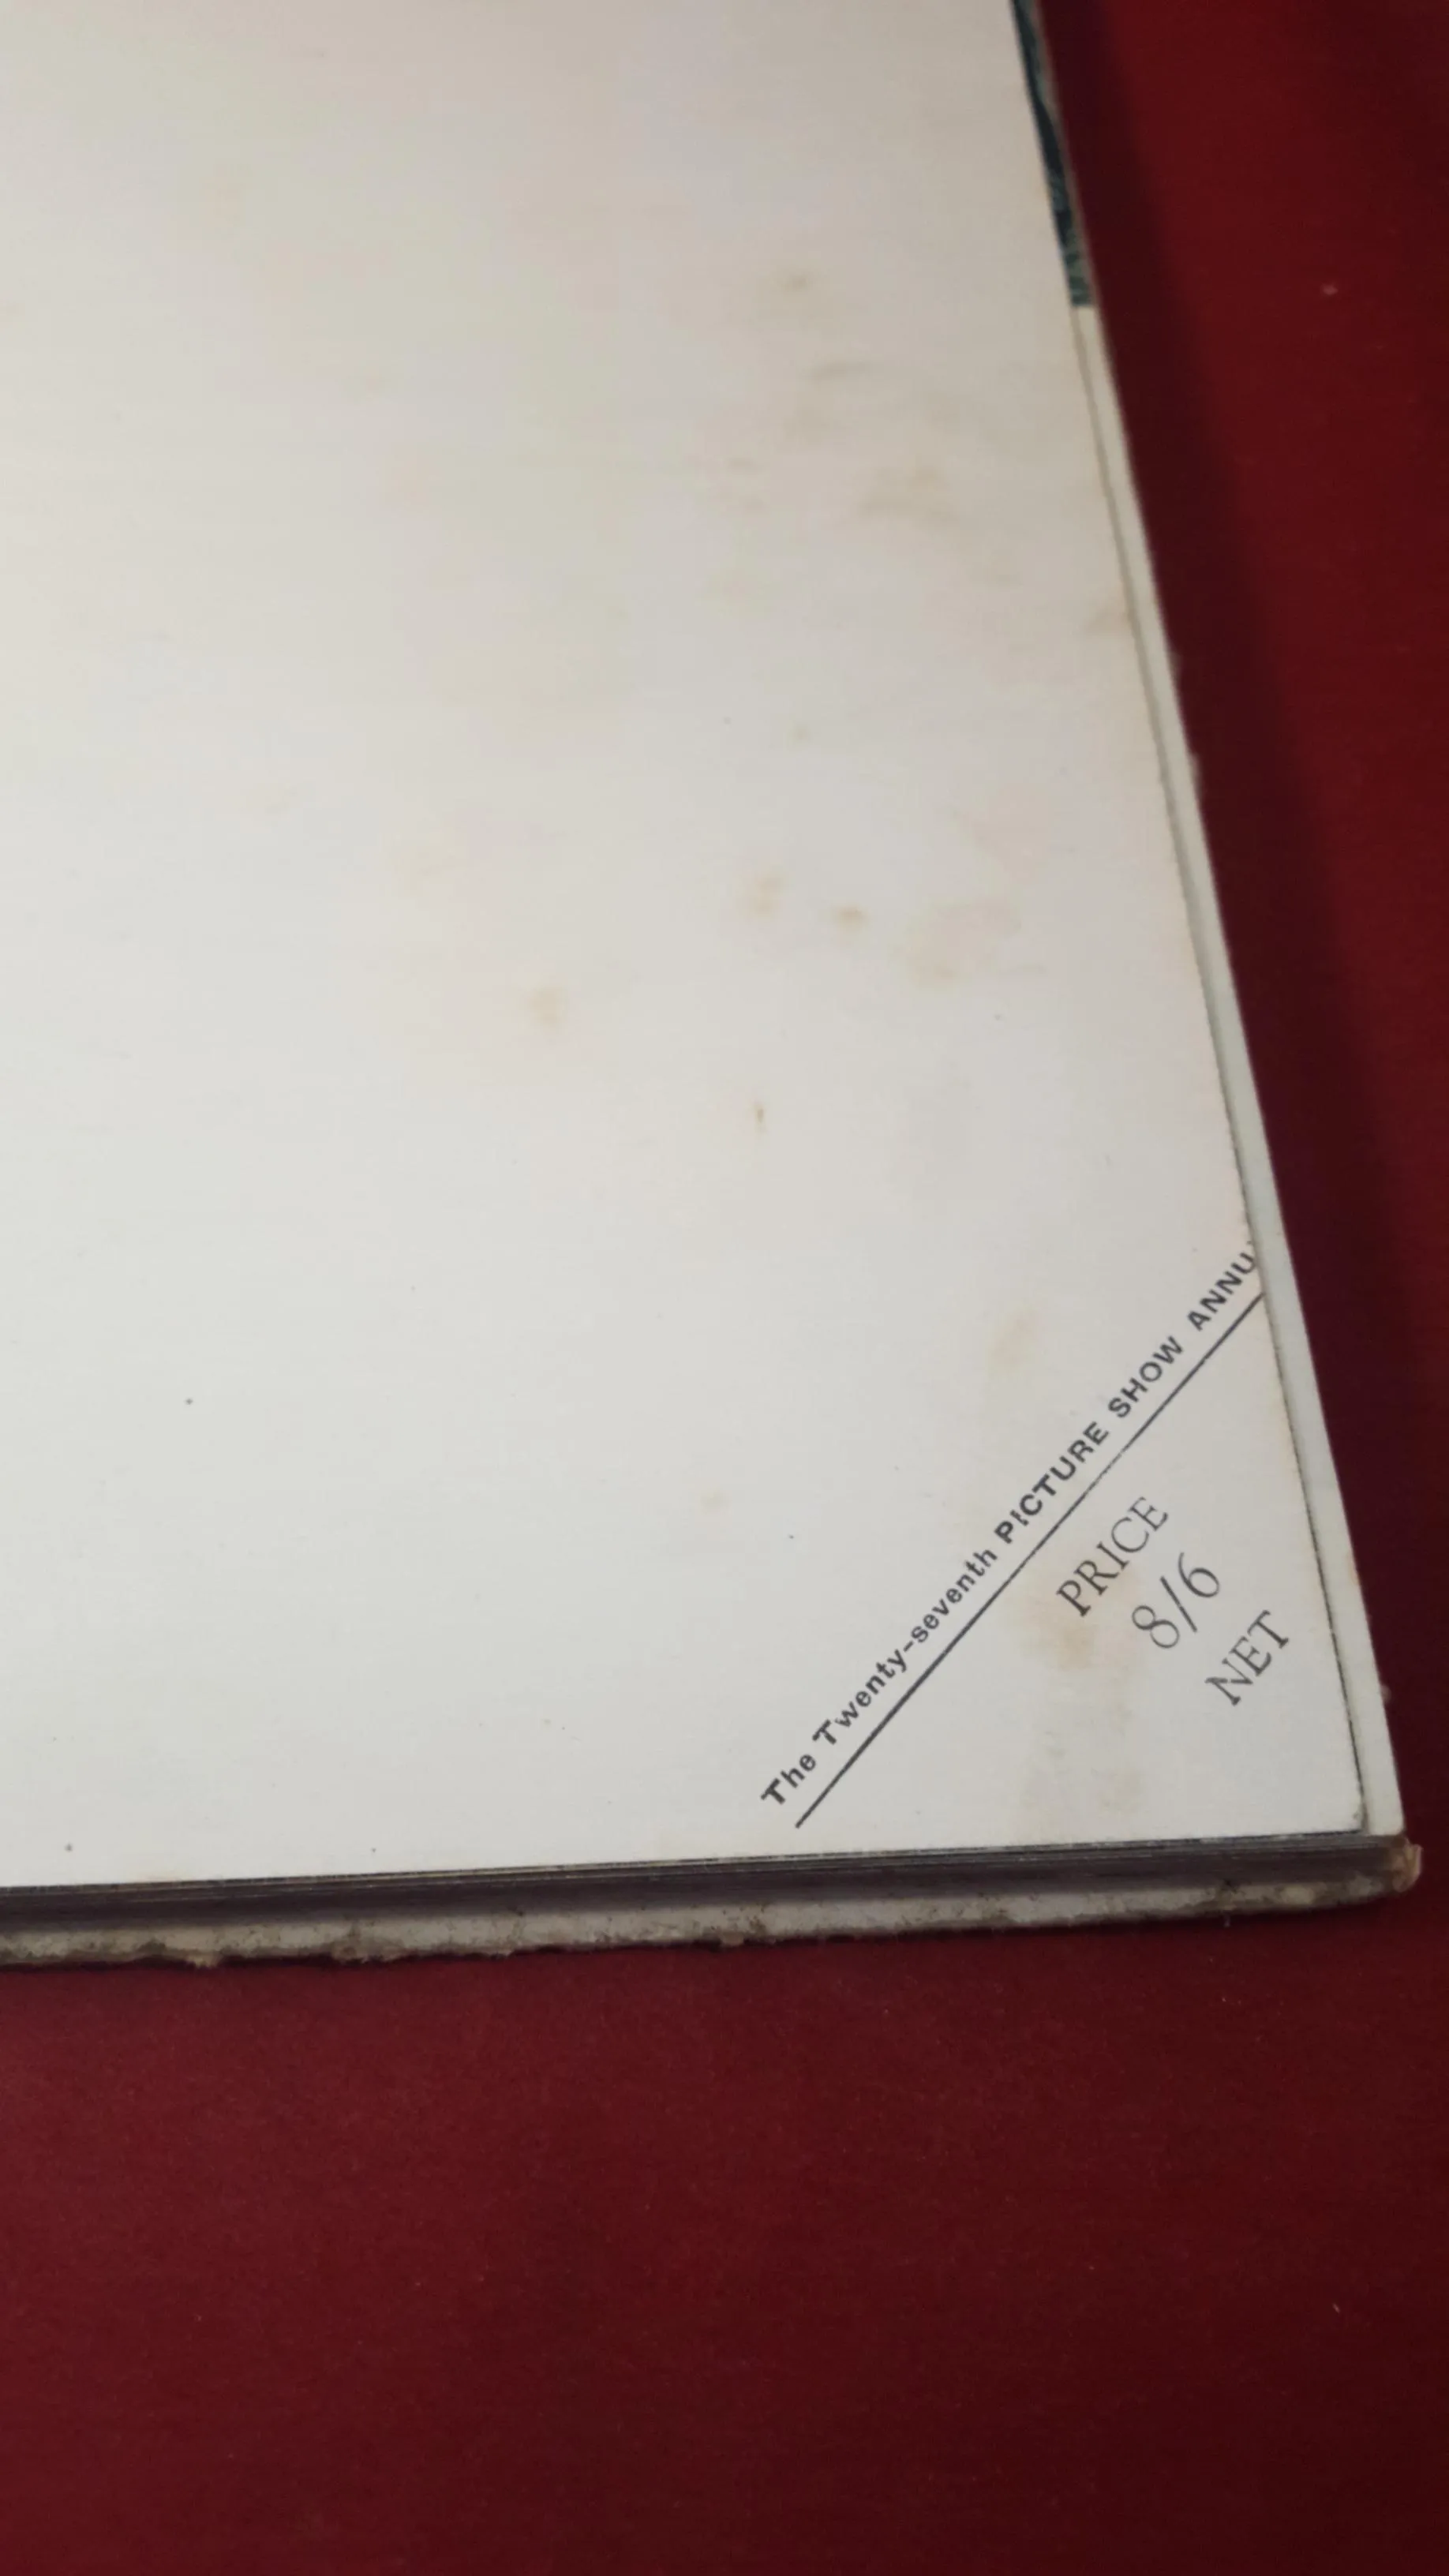 The Twenty-seventh PICTURE SHOW ANNU
PRICE
8/6
NET